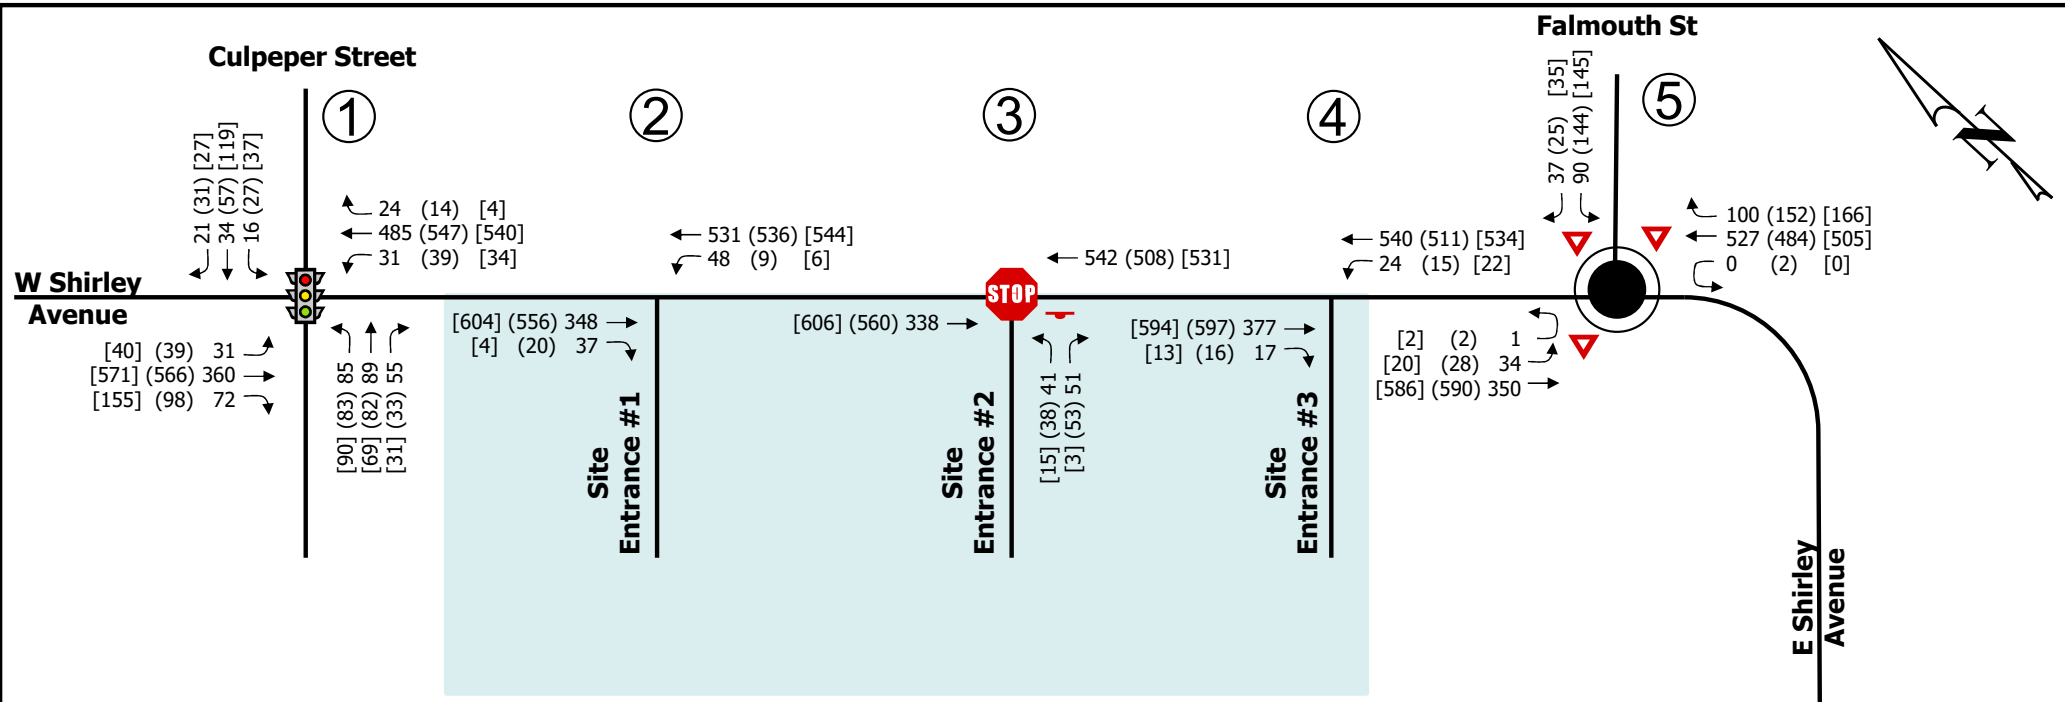 Culpeper Street
Falmouth St
1
2
3
4
5
21 (31) [27]
34 (57) [119]
16 (27) [37]
24 (14) [4]
485 (547) [540]
31 (39) [34]
W Shirley
Avenue
[40] (39) 31
[571] (566) 360
[155] (98) 72
[90] (83) 85
[69] (82) 89
[31] (33) 55
531 (536) [544]
48 (9) [6]
[604] (556) 348
[4] (20) 37
Site
Entrance #1
542 (508) [531]
STOP
[606] (560) 338
[15] (38) 41
[3] (53) 51
Site
Entrance #2
540 (511) [534]
24 (15) [22]
[594] (597) 377
[13] (16) 17
Site
Entrance #3
37 (25) [35]
90 (144) [145]
100 (152) [166]
527 (484) [505]
0 (2) [0]
[2] (2) 1
[20] (28) 34
[586] (590) 350
E Shirley
Avenue
N